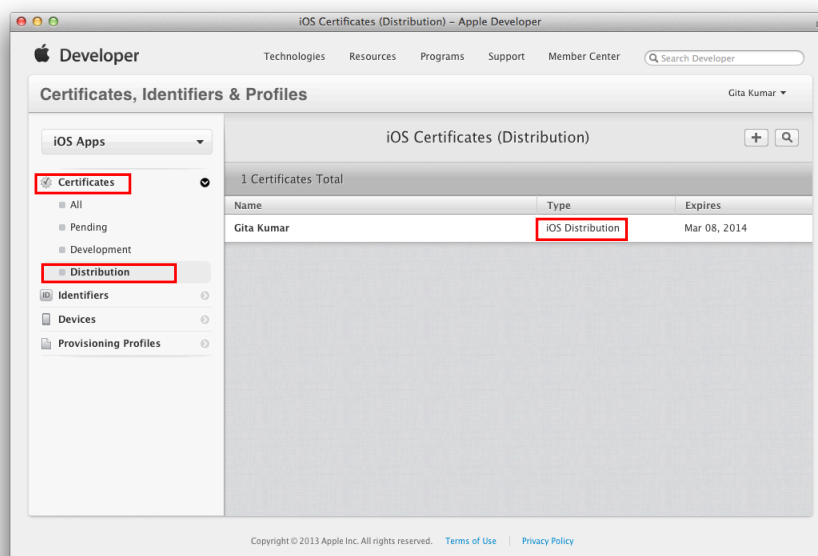 iOS Certificates (Distribution) – Apple Developer
Developer
Technologies Resources Programs Support Member Center Search Developer
Certificates, Identifiers & Profiles
Gita Kumar
iOS Apps
iOS Certificates (Distribution)
Certificates
1 Certificates Total
All
Name Type Expires
Pending
Gita Kumar iOS Distribution Mar 08, 2014
Development
Distribution
ID Identifiers
Devices
Provisioning Profiles
Copyright © 2013 Apple Inc. All rights reserved. Terms of Use Privacy Policy